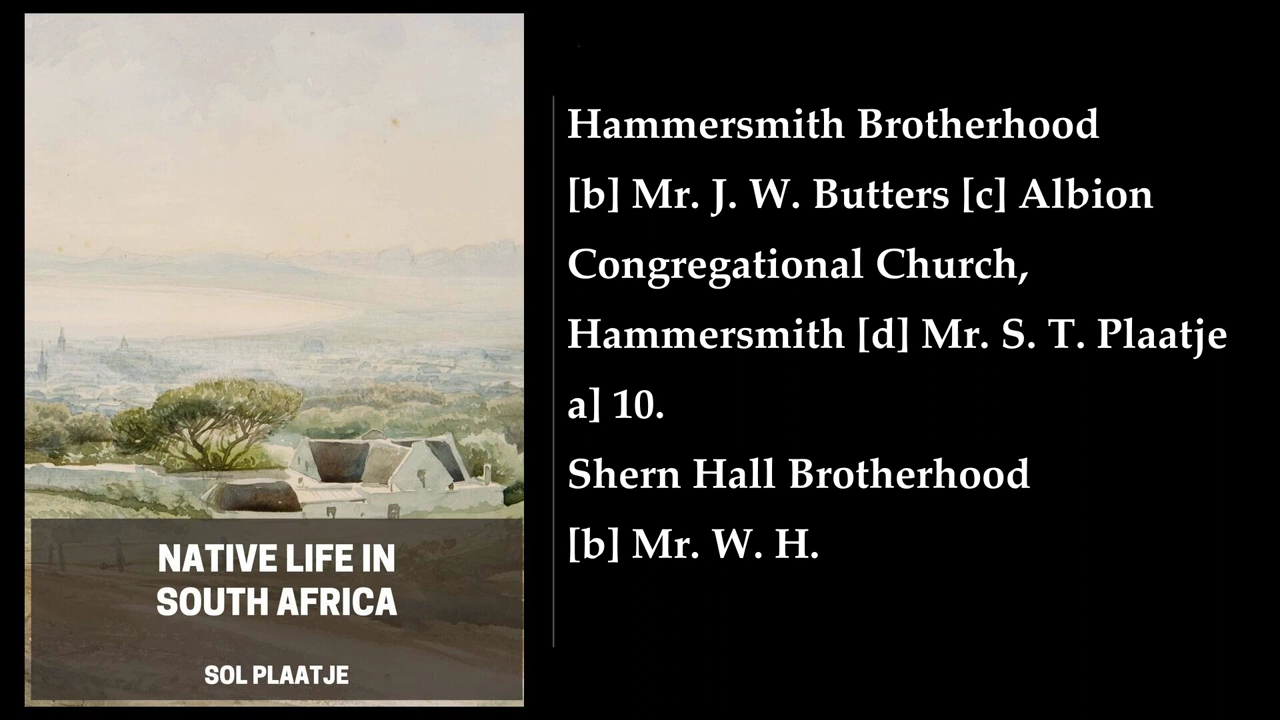 NATIVE LIFE IN
SOUTH AFRICA
SOL PLAATJE
Hammersmith Brotherhood
[b] Mr. J. W. Butters [c] Albion
Congregational Church,
Hammersmith [d] Mr. S. T. Plaatje
a] 10.
Shern Hall Brotherhood
[b] Mr. W. H.